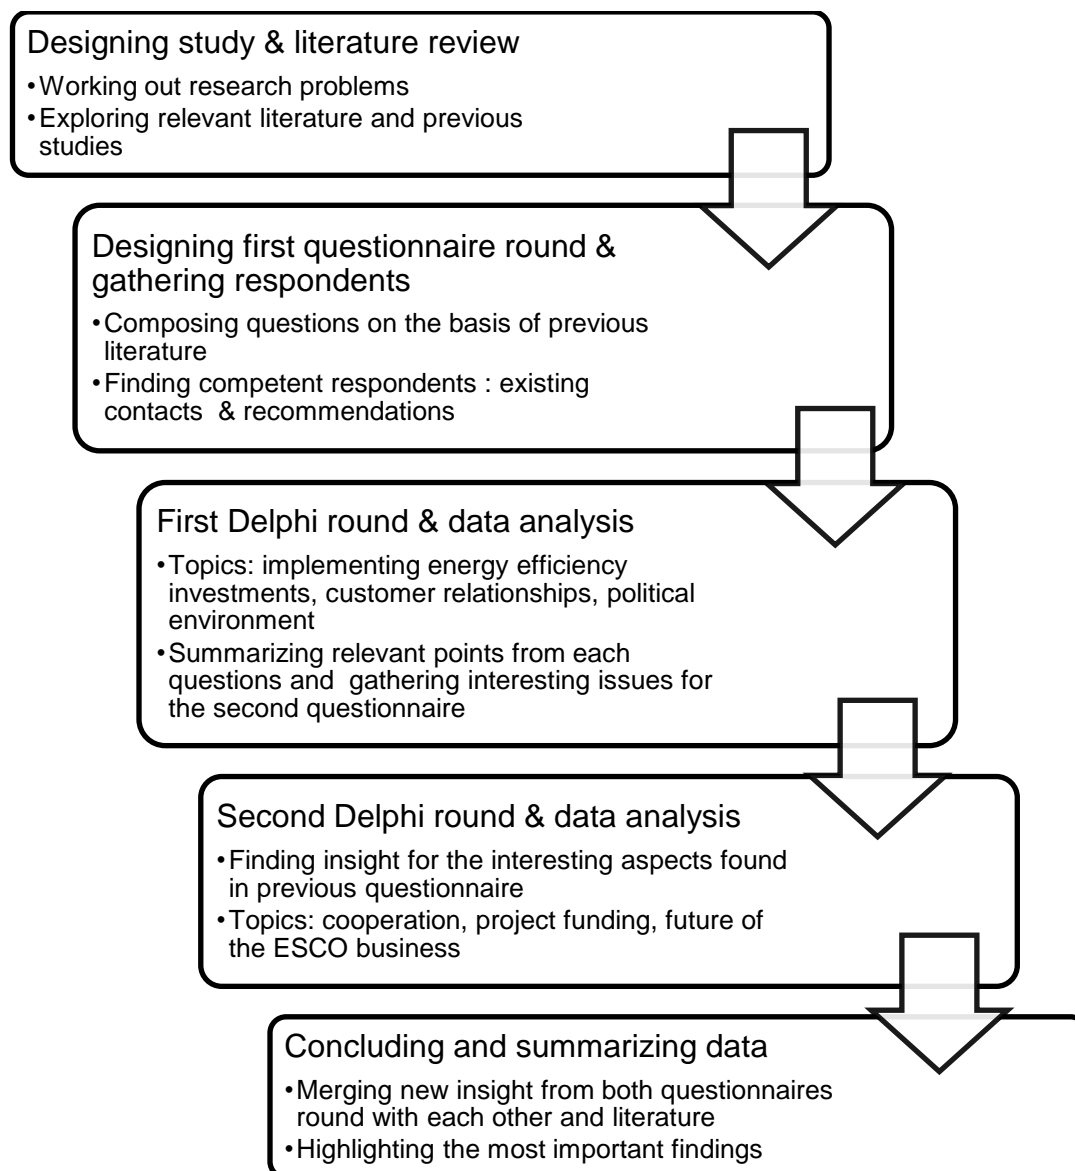 Designing study & literature review
•Working out research problems
•Exploring relevant literature and previous
studies
Designing first questionnaire round &
gathering respondents
•Composing questions on the basis of previous
literature
•Finding competent respondents : existing
contacts & recommendations
First Delphi round & data analysis
•Topics: implementing energy efficiency
investments, customer relationships, political
environment
•Summarizing relevant points from each
questions and gathering interesting issues for
the second questionnaire
Second Delphi round & data analysis
•Finding insight for the interesting aspects found
in previous questionnaire
•Topics: cooperation, project funding, future of
the ESCO business
Concluding and summarizing data
•Merging new insight from both questionnaires
round with each other and literature
•Highlighting the most important findings